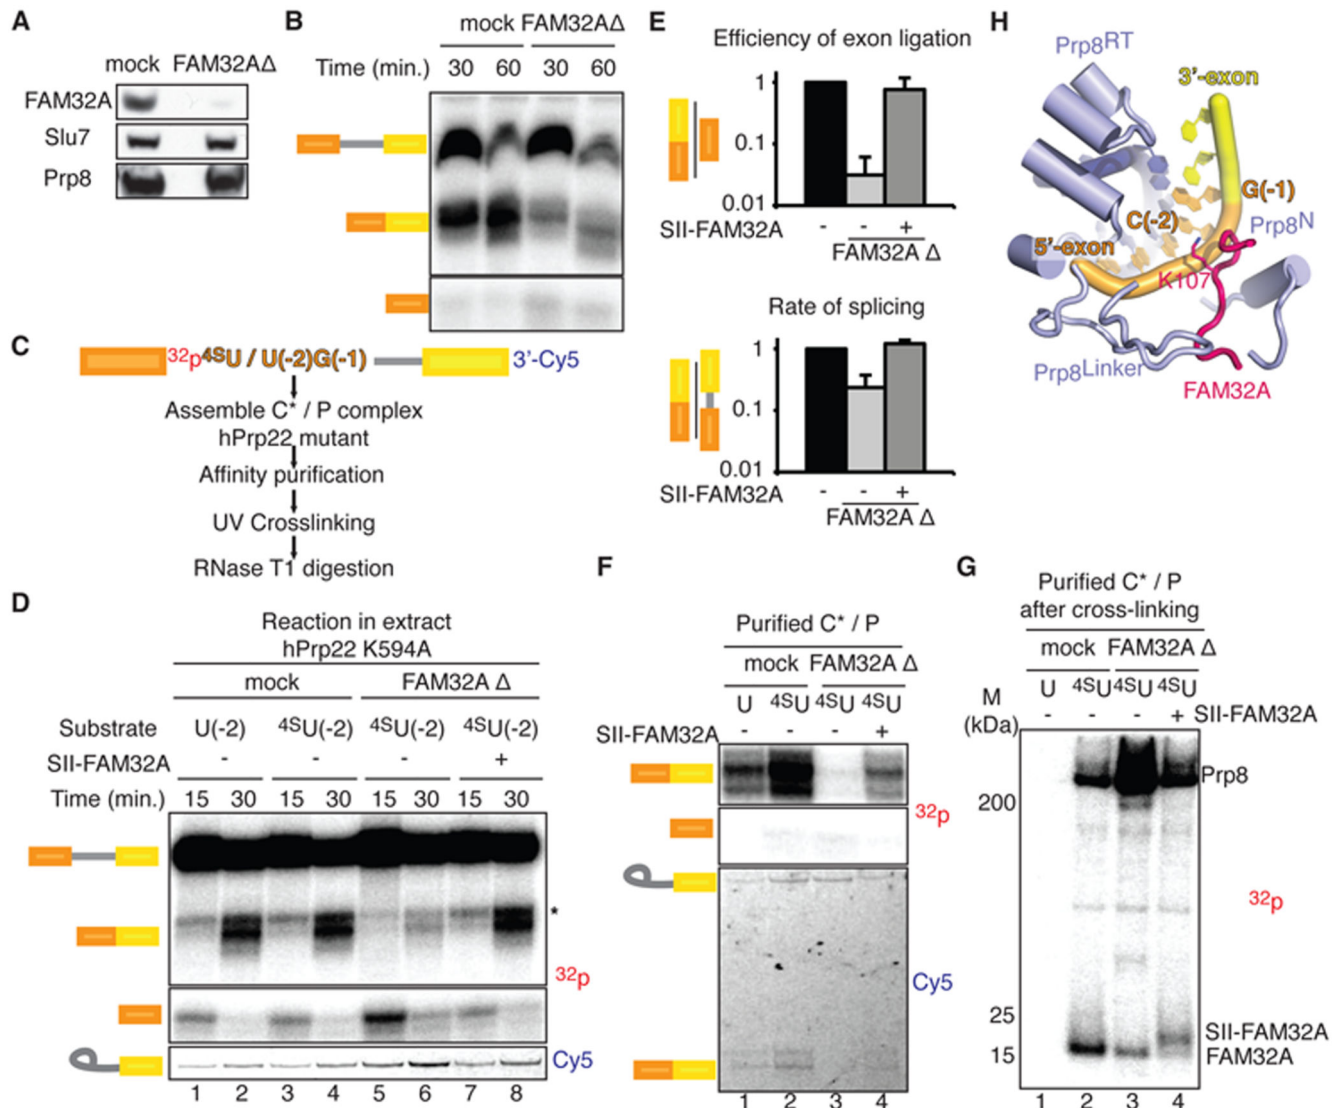 A
mock FAM32AΔ
FAM32A
Slu7
Prp8
B
mock FAM32AΔ
Time (min.) 30 60 30 60
C
32p4SU / U(-2)G(-1) 3'-Cy5
Assemble C* / P complex
hPrp22 mutant
Affinity purification
UV Crosslinking
RNase T1 digestion
D
Reaction in extract
hPrp22 K594A
mock FAM32A Δ
Substrate U(-2) 4SU(-2) 4SU(-2) 4SU(-2)
SII-FAM32A - - - +
Time (min.) 15 30 15 30 15 30 15 30
*
32p
Cy5
1 2 3 4 5 6 7 8
E
Efficiency of exon ligation
1
0.1
0.01
SII-FAM32A - - +
FAM32A Δ
Rate of splicing
1
0.1
0.01
SII-FAM32A - - +
FAM32A Δ
F
Purified C* / P
mock FAM32A Δ
U 4SU 4SU 4SU
SII-FAM32A - - - +
32p
Cy5
1 2 3 4
G
Purified C* / P
after cross-linking
mock FAM32A Δ
M
(kDa)
U 4SU 4SU 4SU
- - - + SII-FAM32A
Prp8
200
32p
25
15
SII-FAM32A
FAM32A
1 2 3 4
H
Prp8RT
3'-exon
G(-1)
C(-2)
Prp8N
5'-exon
K107
Prp8Linker
FAM32A